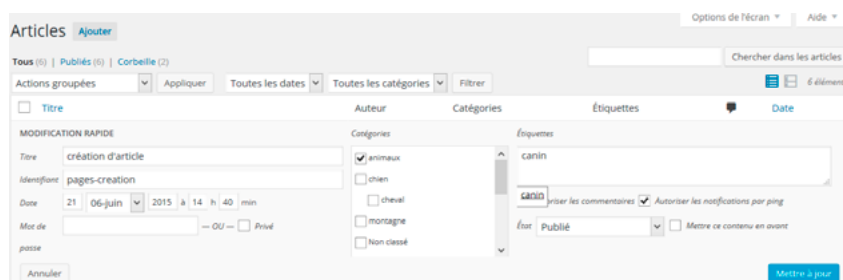 Options de l'écran Aide
Articles Ajouter
Tous (6) | Publiés (6) | Corbeille (2)
Chercher dans les articles
Actions groupées Appliquer Toutes les dates Toutes les catégories Filtrer 6 élémen
Titre Auteur Catégories Étiquettes Date
MODIFICATION RAPIDE Catégories Étiquettes
Titre création d'article animaux canin
Identifiant pages-creation chien
cheval canin riser les commentaires Autoriser les notifications par ping
Date 21 06-juin 2015 à 14 h 40 min
Mot de passe — OU — Privé montagne État Publié Mettre ce contenu en avant
Non classé
Annuler Mettre à jour